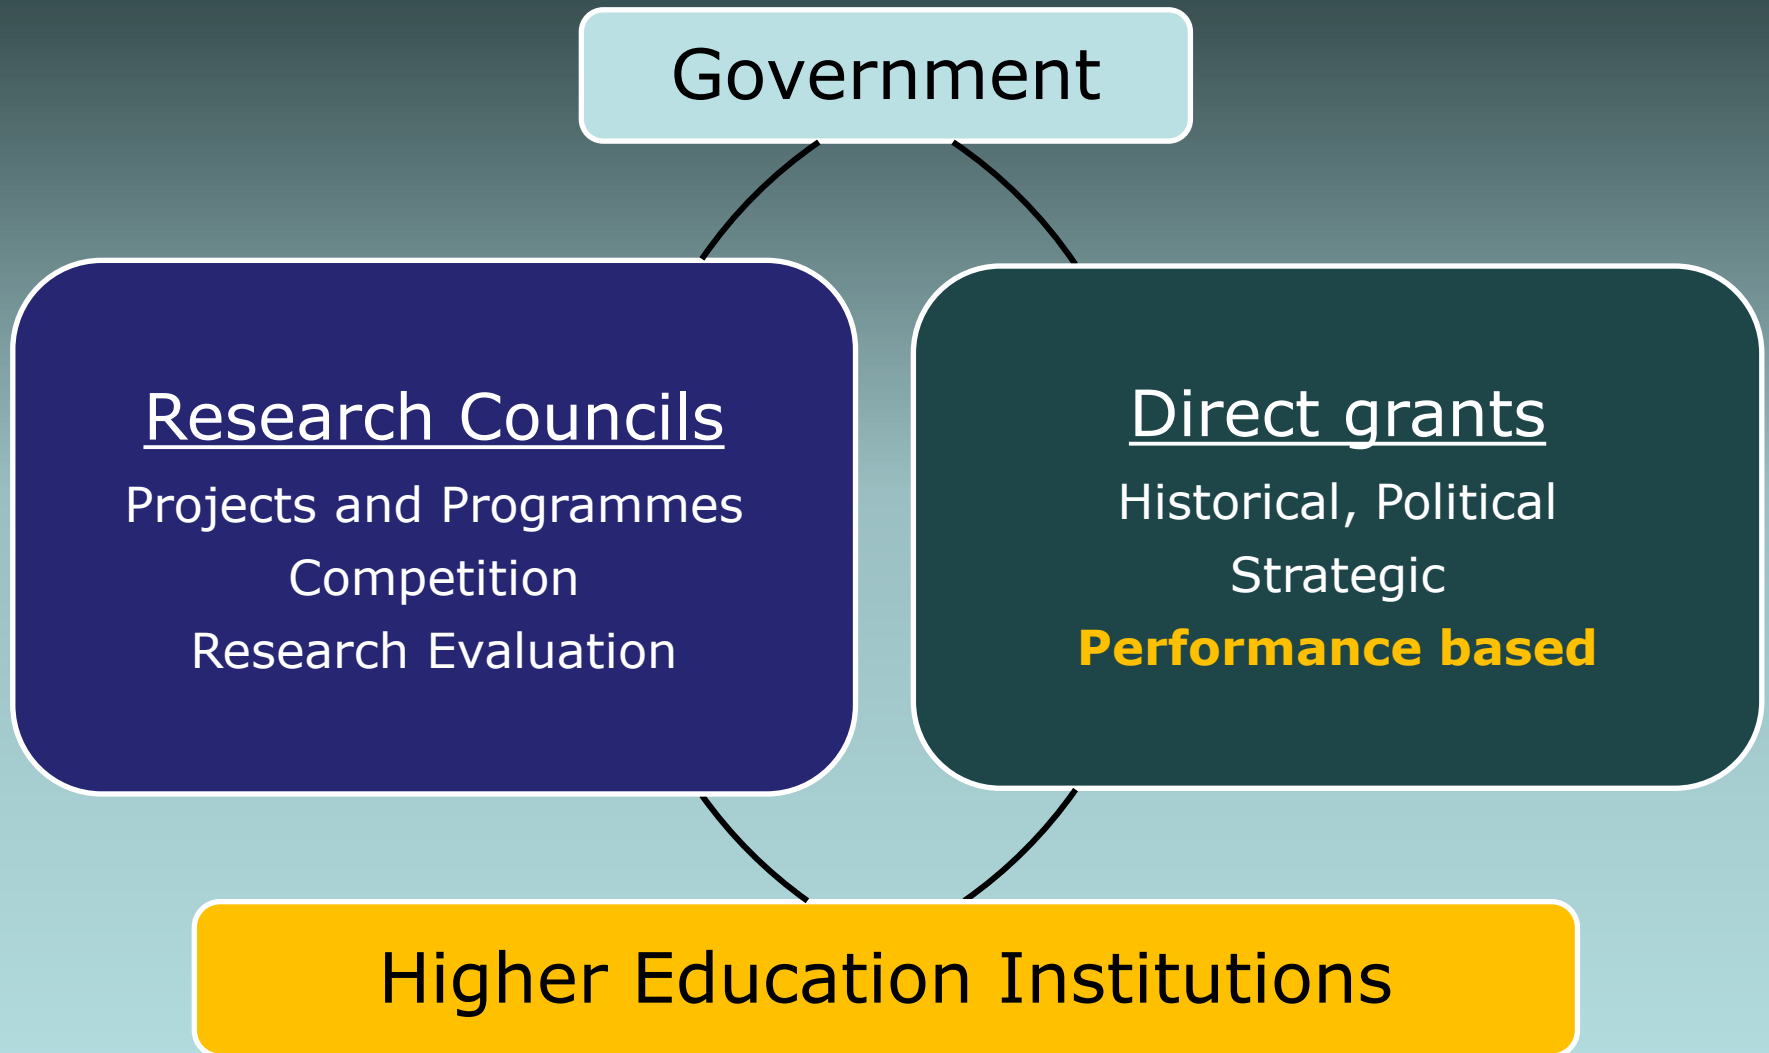 Government
Research Councils
Projects and Programmes
Competition
Research Evaluation
Direct grants
Historical, Political
Strategic
Performance based
Higher Education Institutions